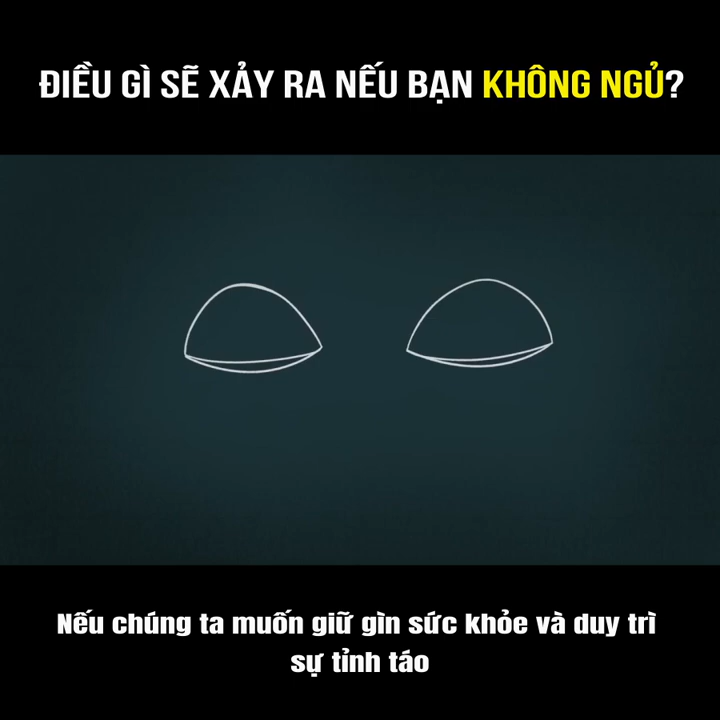 ĐIỀU GÌ SẼ XẢY RA NẾU BẠN KHÔNG NGỦ?
Nếu chúng ta muốn giữ gìn sức khỏe và duy trì
sự tỉnh táo